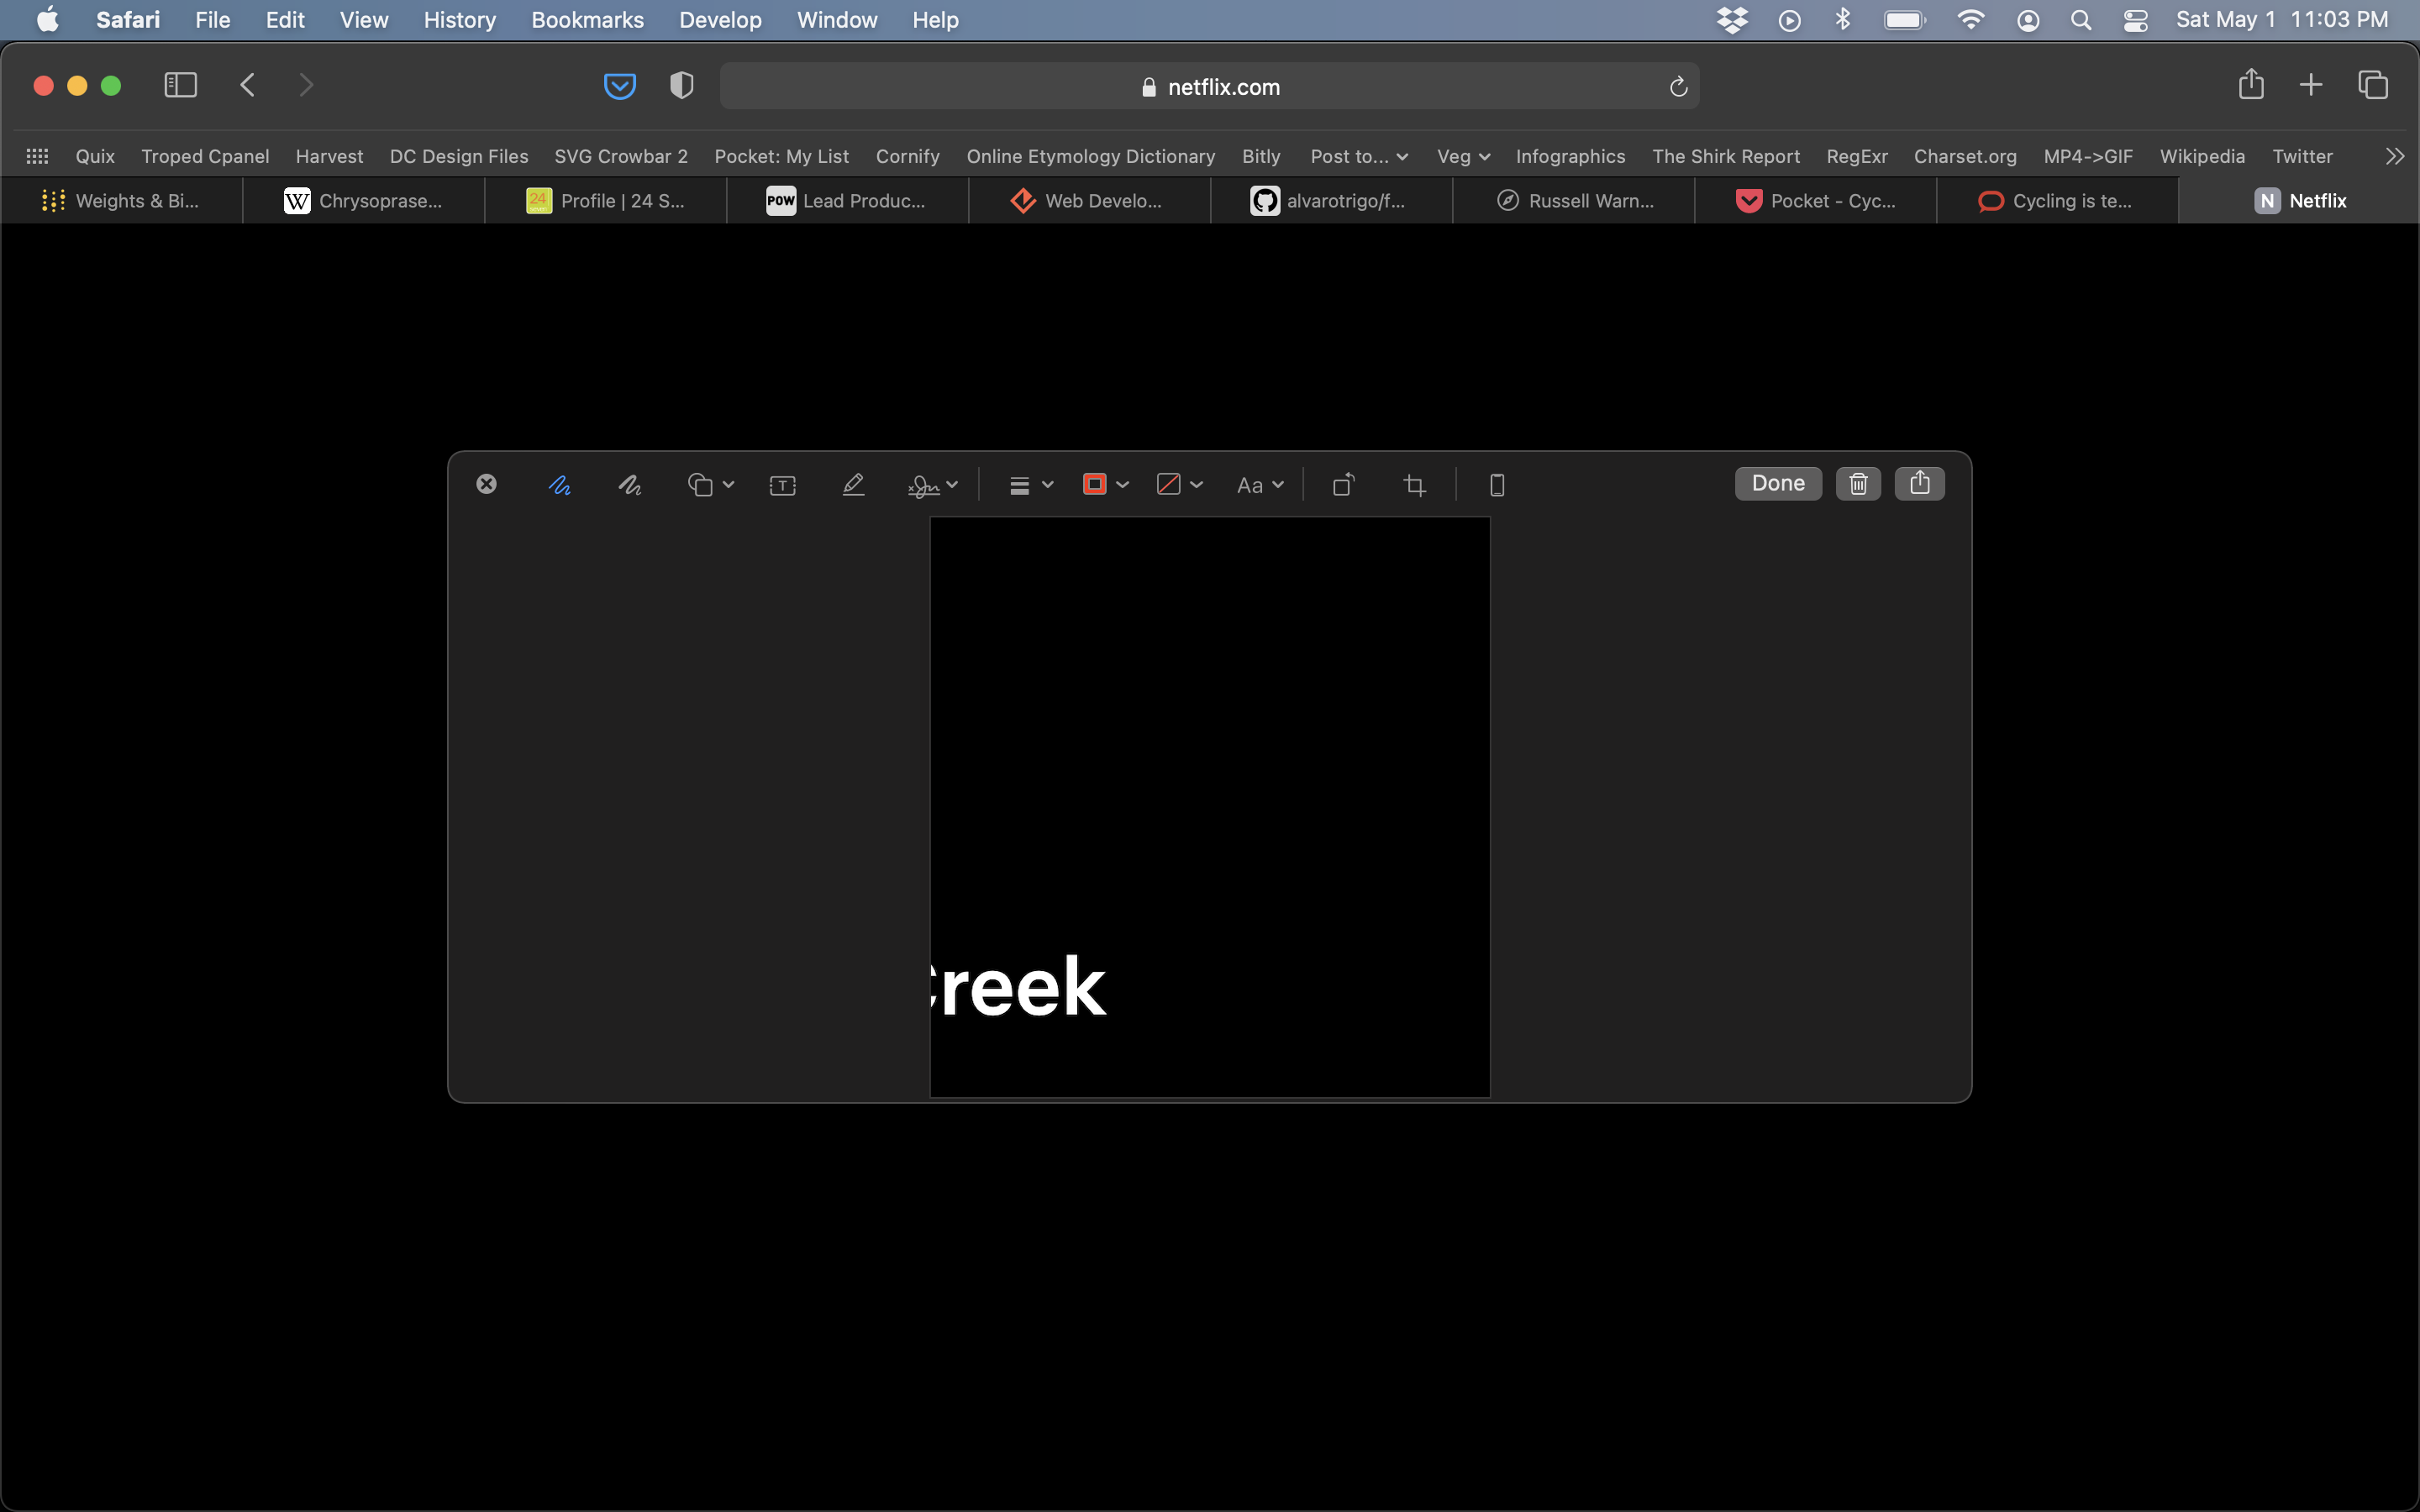 Safari File Edit View History Bookmarks Develop Window Help Sat May 1 11:03 PM
netflix.com
Quix Troped Cpanel Harvest DC Design Files SVG Crowbar 2 Pocket: My List Cornify Online Etymology Dictionary Bitly Post to... Veg Infographics The Shirk Report RegExr Charset.org MP4->GIF Wikipedia Twitter
Weights & Bi... W Chrysoprase... 24 Profile | 24 S... POW Lead Produc... Web Develo... alvarotrigo/f... Russell Warn... Pocket - Cyc... Cycling is te... N Netflix
T Aa Done
Creek